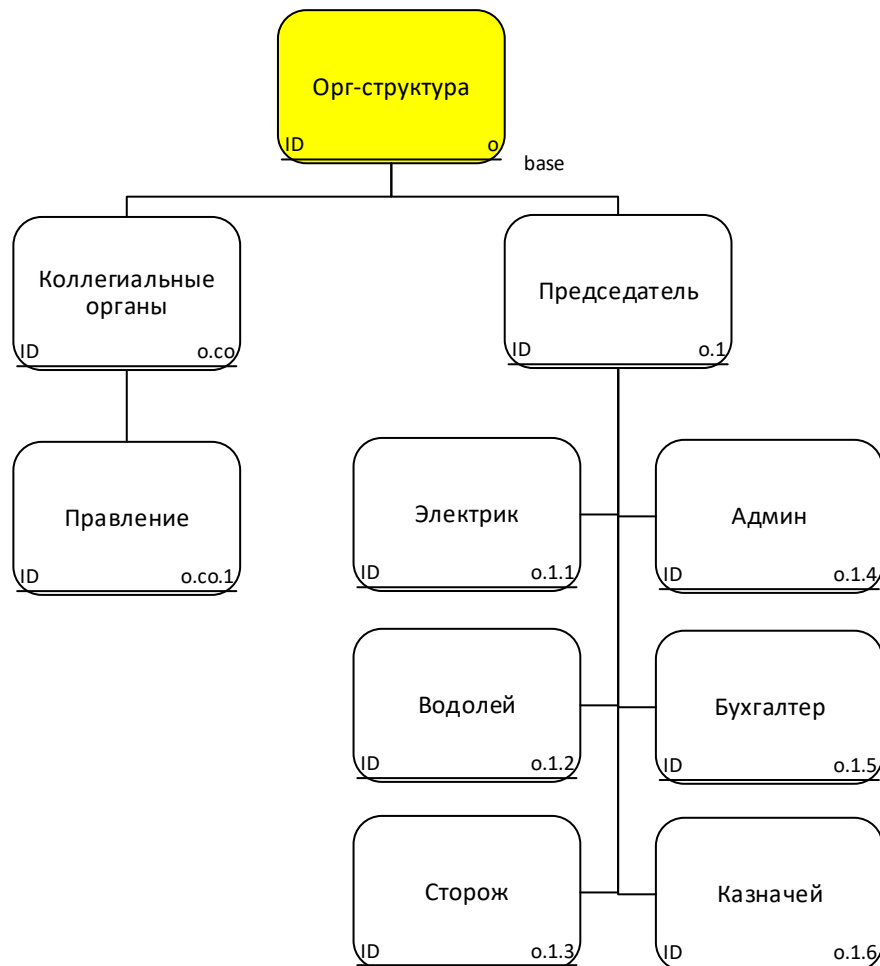 Орг-структура
ID o
base
Коллегиальные
органы
ID o.co
Председатель
ID o.1
Правление
ID o.co.1
Электрик
ID o.1.1
Админ
ID o.1.4
Водолей
ID o.1.2
Бухгалтер
ID o.1.5
Сторож
ID o.1.3
Казначей
ID o.1.6